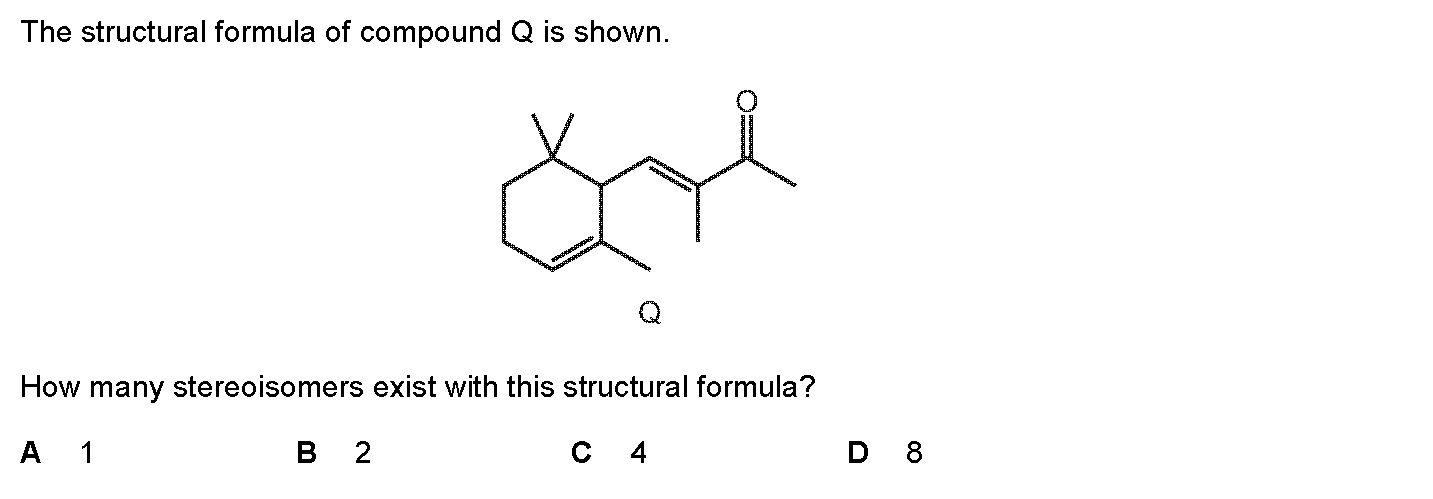 The structural formula of compound Q is shown.
O
Q
How many stereoisomers exist with this structural formula?
A 1 B 2 C 4 D 8